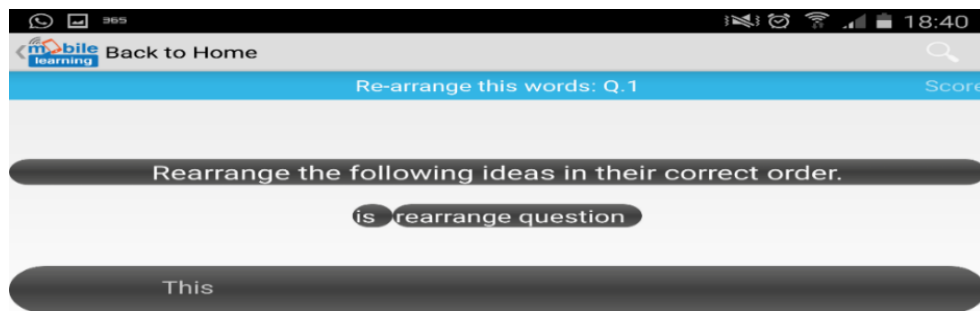 365 18:40
mobile learning Back to Home
Re-arrange this words: Q.1 Score
Rearrange the following ideas in their correct order.
is rearrange question
This